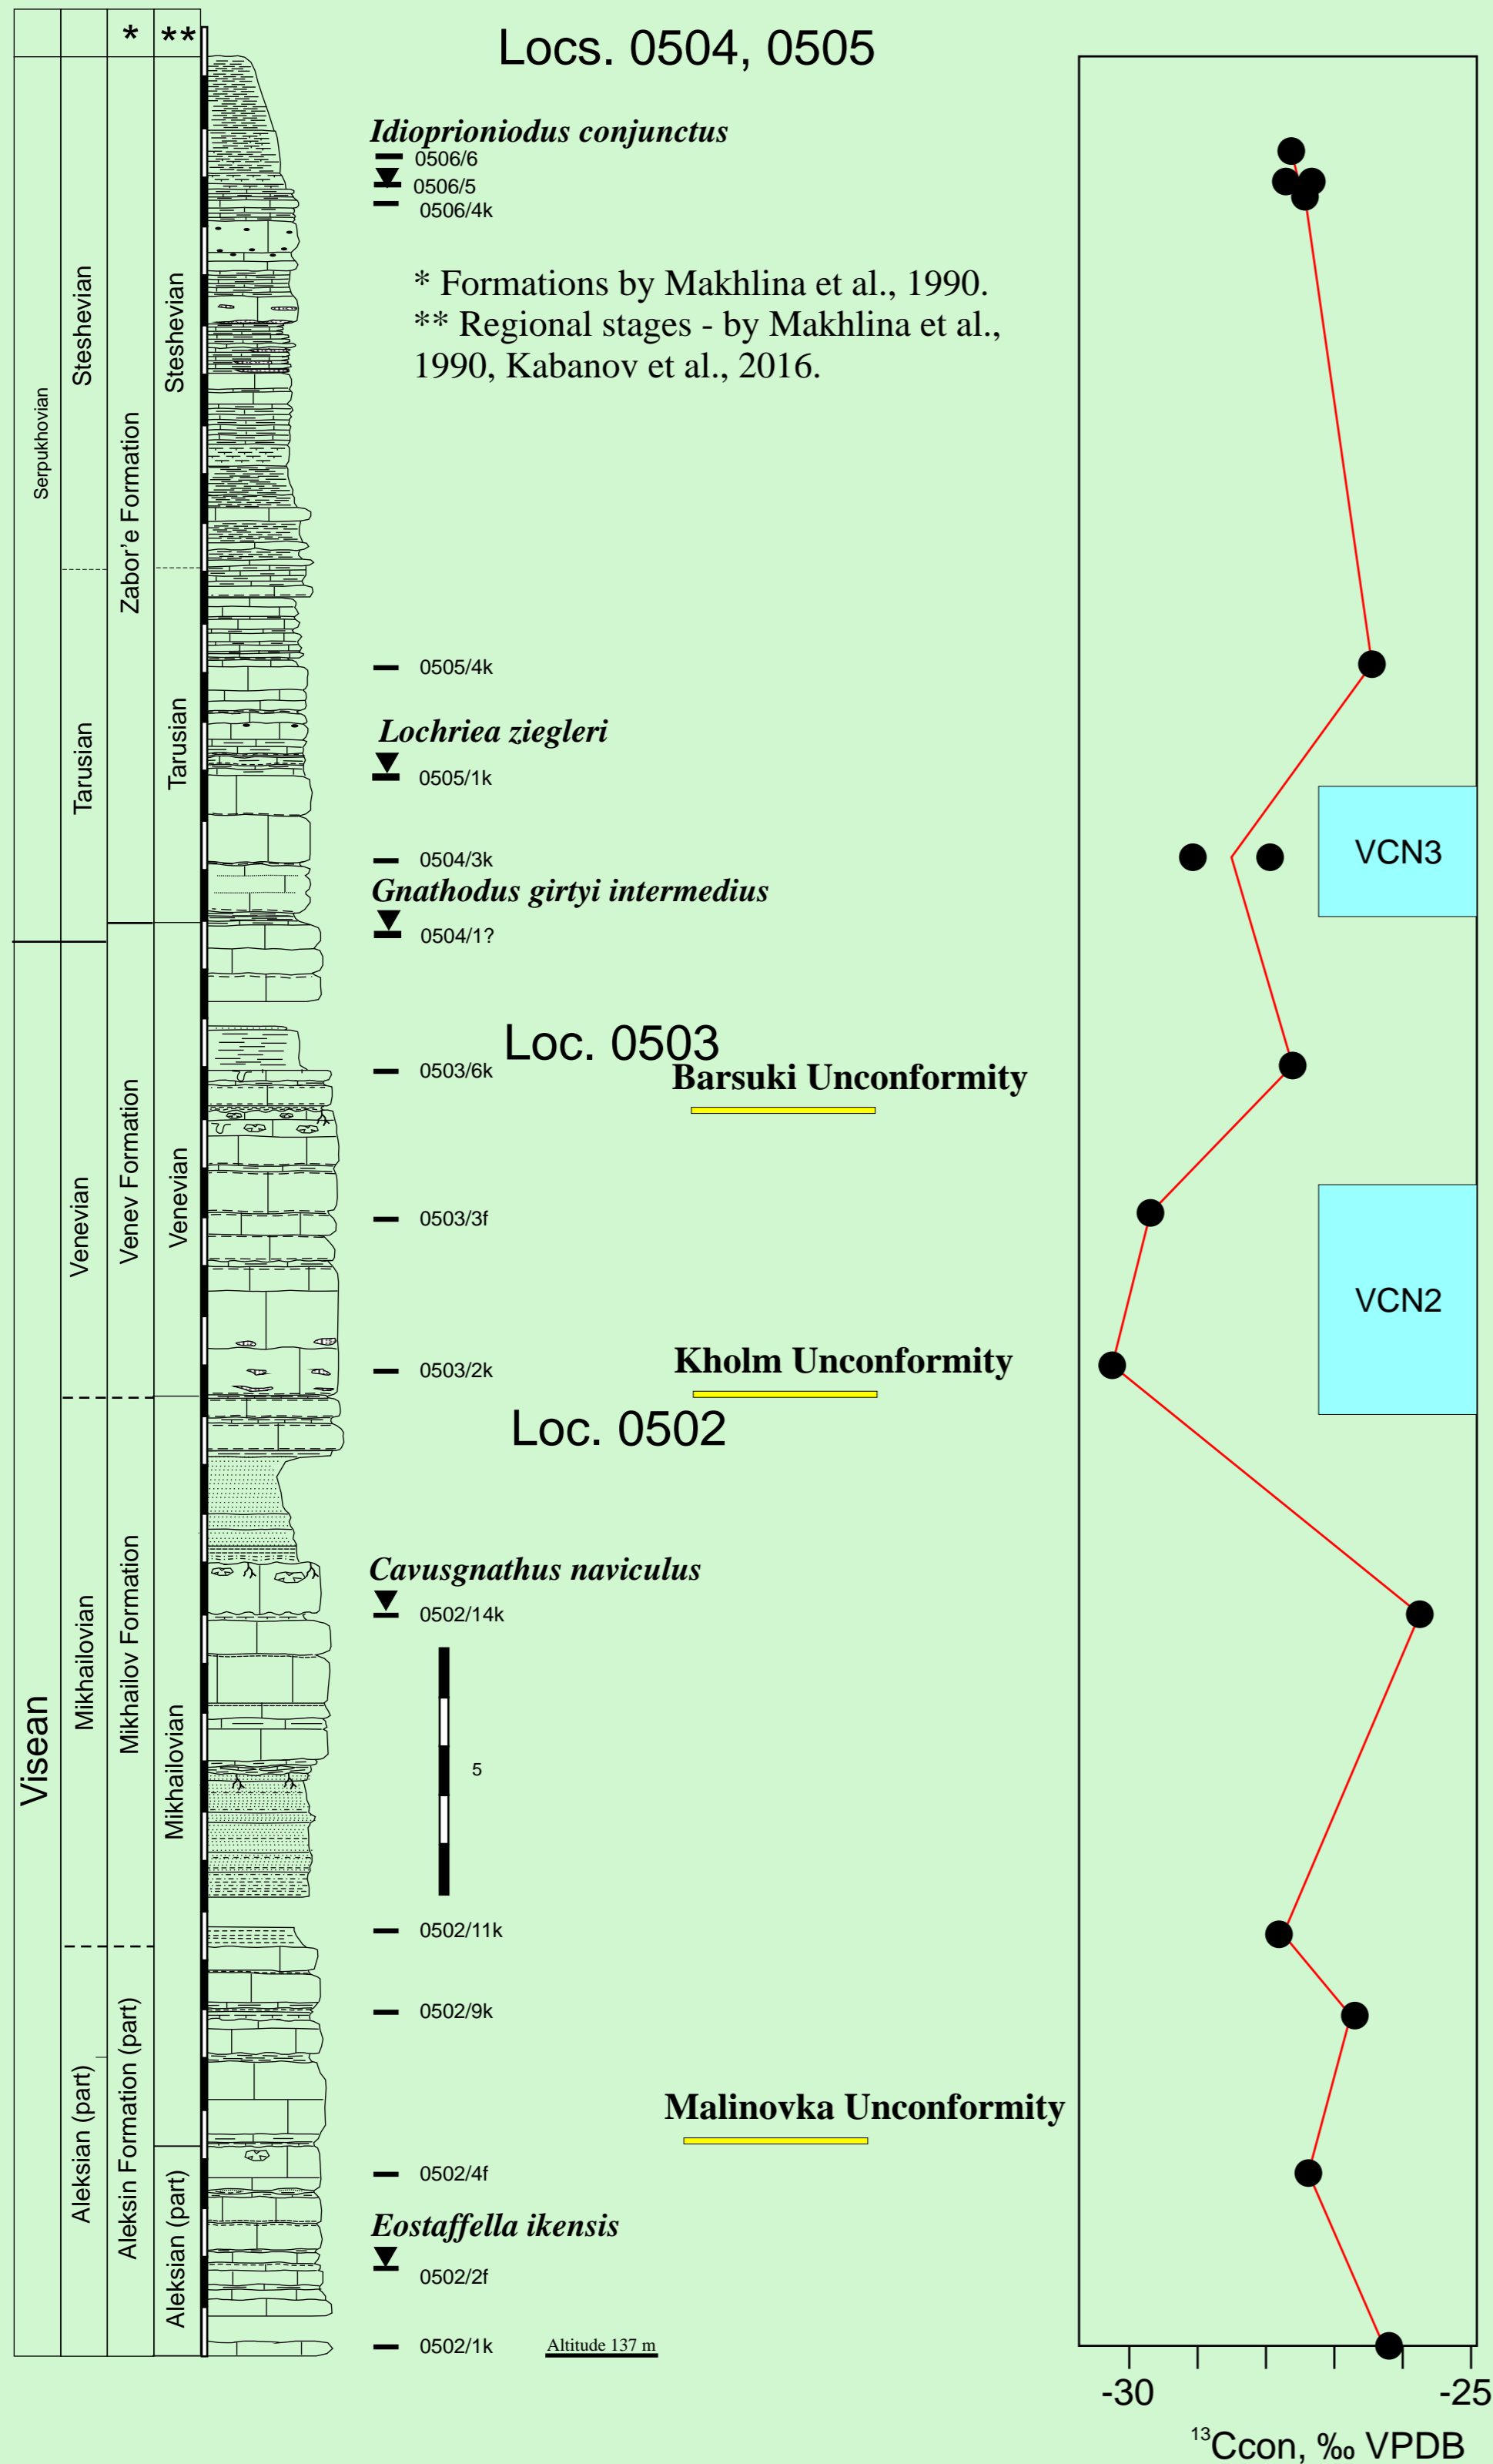 *
**
Locs. 0504, 0505
Idioprioniodus conjunctus
0506/6
0506/5
0506/4k
* Formations by Makhlina et al., 1990.
** Regional stages - by Makhlina et al.,
1990, Kabanov et al., 2016.
Serpukhovian
Steshevian
Zabor'e Formation
Steshevian
0505/4k
Lochriea ziegleri
0505/1k
Tarusian
Tarusian
VCN3
0504/3k
Gnathodus girtyi intermedius
0504/1?
Loc. 0503
0503/6k
Barsuki Unconformity
Venevian
Venev Formation
Venevian
0503/3f
VCN2
Kholm Unconformity
0503/2k
Loc. 0502
Cavusgnathus naviculus
0502/14k
Visean
Mikhailovian
Mikhailov Formation
Mikhailovian
5
0502/11k
0502/9k
Aleksian (part)
Aleksin Formation (part)
Aleksian (part)
Malinovka Unconformity
0502/4f
Eostaffella ikensis
0502/2f
0502/1k
Altitude 137 m
-30
-25
¹³Ccon, ‰ VPDB